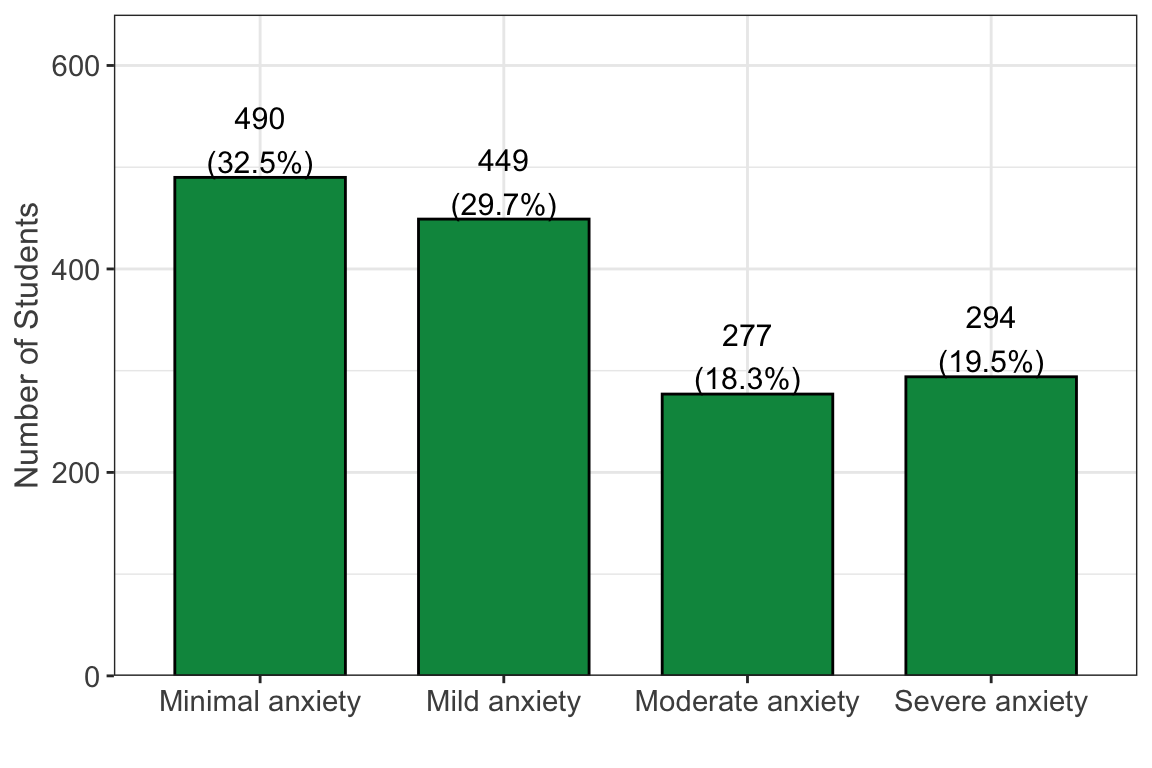 Number of Students
600
400
200
0
490
(32.5%)
449
(29.7%)
277
(18.3%)
294
(19.5%)
Minimal anxiety
Mild anxiety
Moderate anxiety
Severe anxiety